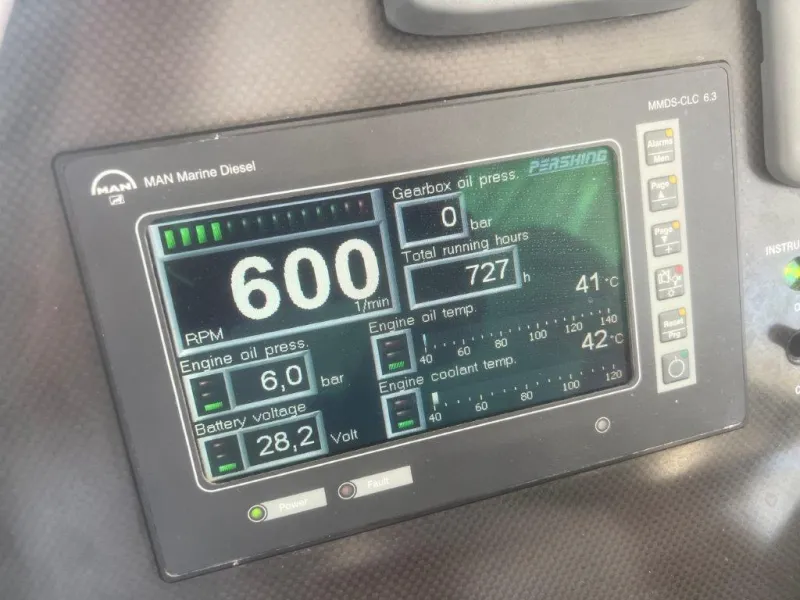 MMDS-CLC 6.3
MAN
MAN Marine Diesel
PERSHING
Gearbox oil press.
0 bar
600
1/min
RPM
Total running hours
727 h
Engine oil temp.
41 °C
40 60 80 100 120 140
Engine oil press.
6,0 bar
Engine coolant temp.
42 °C
40 60 80 100 120
Battery voltage
28,2 Volt
Power
Fault
Alarms
Men
Page
-
Page
+
Reset
Prg
INSTRU